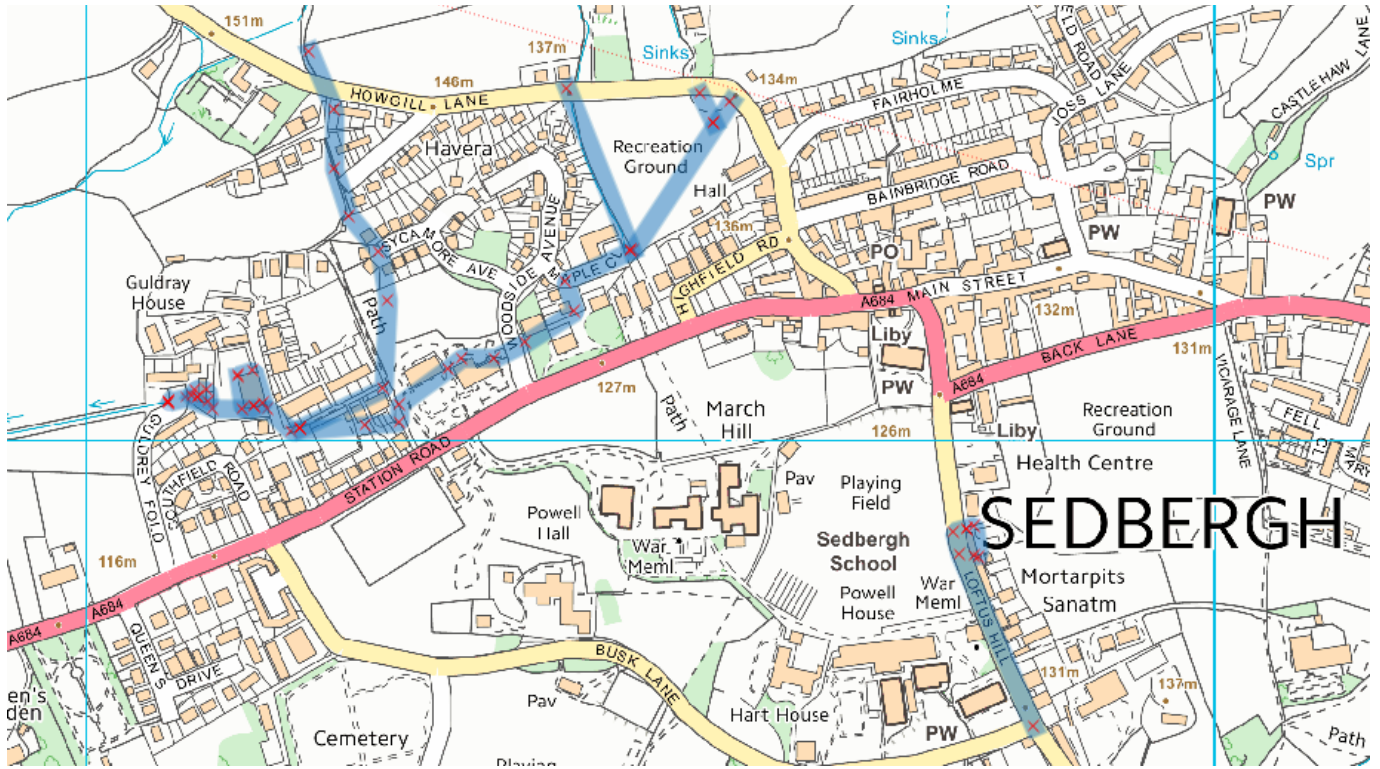 151m
137m
Sinks
Sinks
146m
134m
HOWGILL LANE
FAIRHOLME
JOSS LANE
CASTLEHAW LANE
Havera
Recreation
Ground
Spr
Hall
BAINBRIDGE ROAD
PW
PW
SYCAMORE AVE
WOODSIDE AVENUE
136m
HIGHFIELD RD
PO
Guldray
House
Path
A684
MAIN STREET
132m
Liby
BACK LANE
131m
127m
PW
A684
VICARAGE LANE
Path
March
Hill
126m
Liby
Recreation
Ground
FELL CL
GULDREY FOLD
ROAD
STATION ROAD
Health Centre
Pav
Playing
Field
SEDBERGH
Powell
Hall
War
Meml
Sedbergh
School
116m
Powell
House
War
Meml
Mortarpits
Sanatm
LOFTUS HILL
A684
A684
QUEEN'S
DRIVE
BUSK LANE
131m
137m
Pav
Hart House
PW
Cemetery
Path
Playing